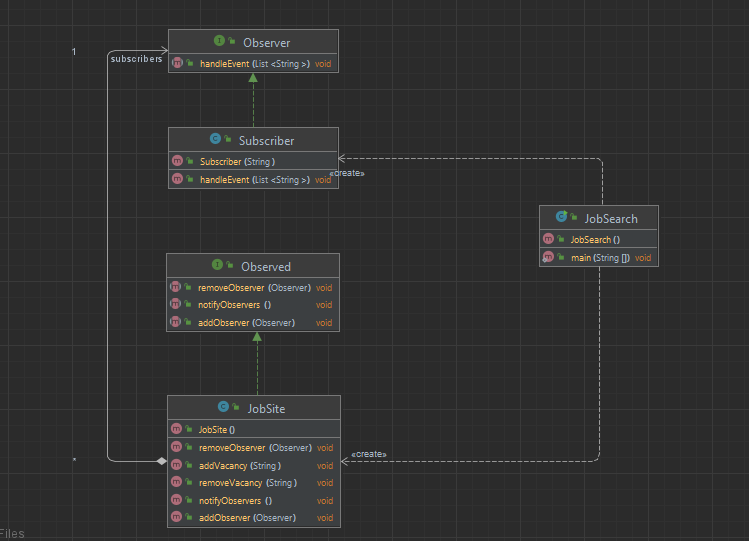 1
subscribers
Observer
handleEvent (List <String >) void
Subscriber
Subscriber (String )
handleEvent (List <String >) void
«create»
JobSearch
JobSearch ()
main (String []) void
Observed
removeObserver (Observer) void
notifyObservers () void
addObserver (Observer) void
JobSite
JobSite ()
removeObserver (Observer) void
addVacancy (String ) void
removeVacancy (String ) void
notifyObservers () void
addObserver (Observer) void
«create»
*
Files